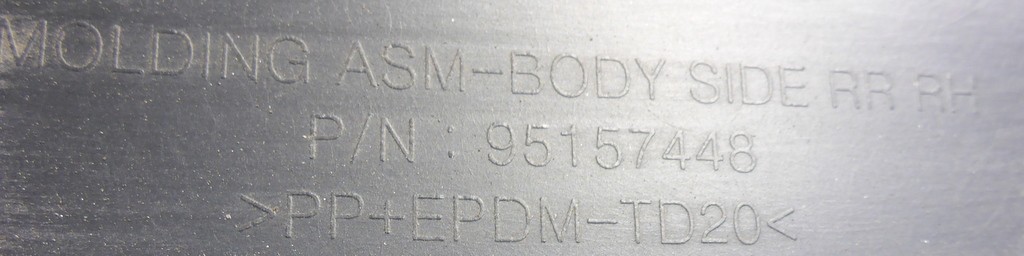 MOLDING ASM-BODY SIDE RR RH
P/N : 95157448
>PP+EPDM-TD20<